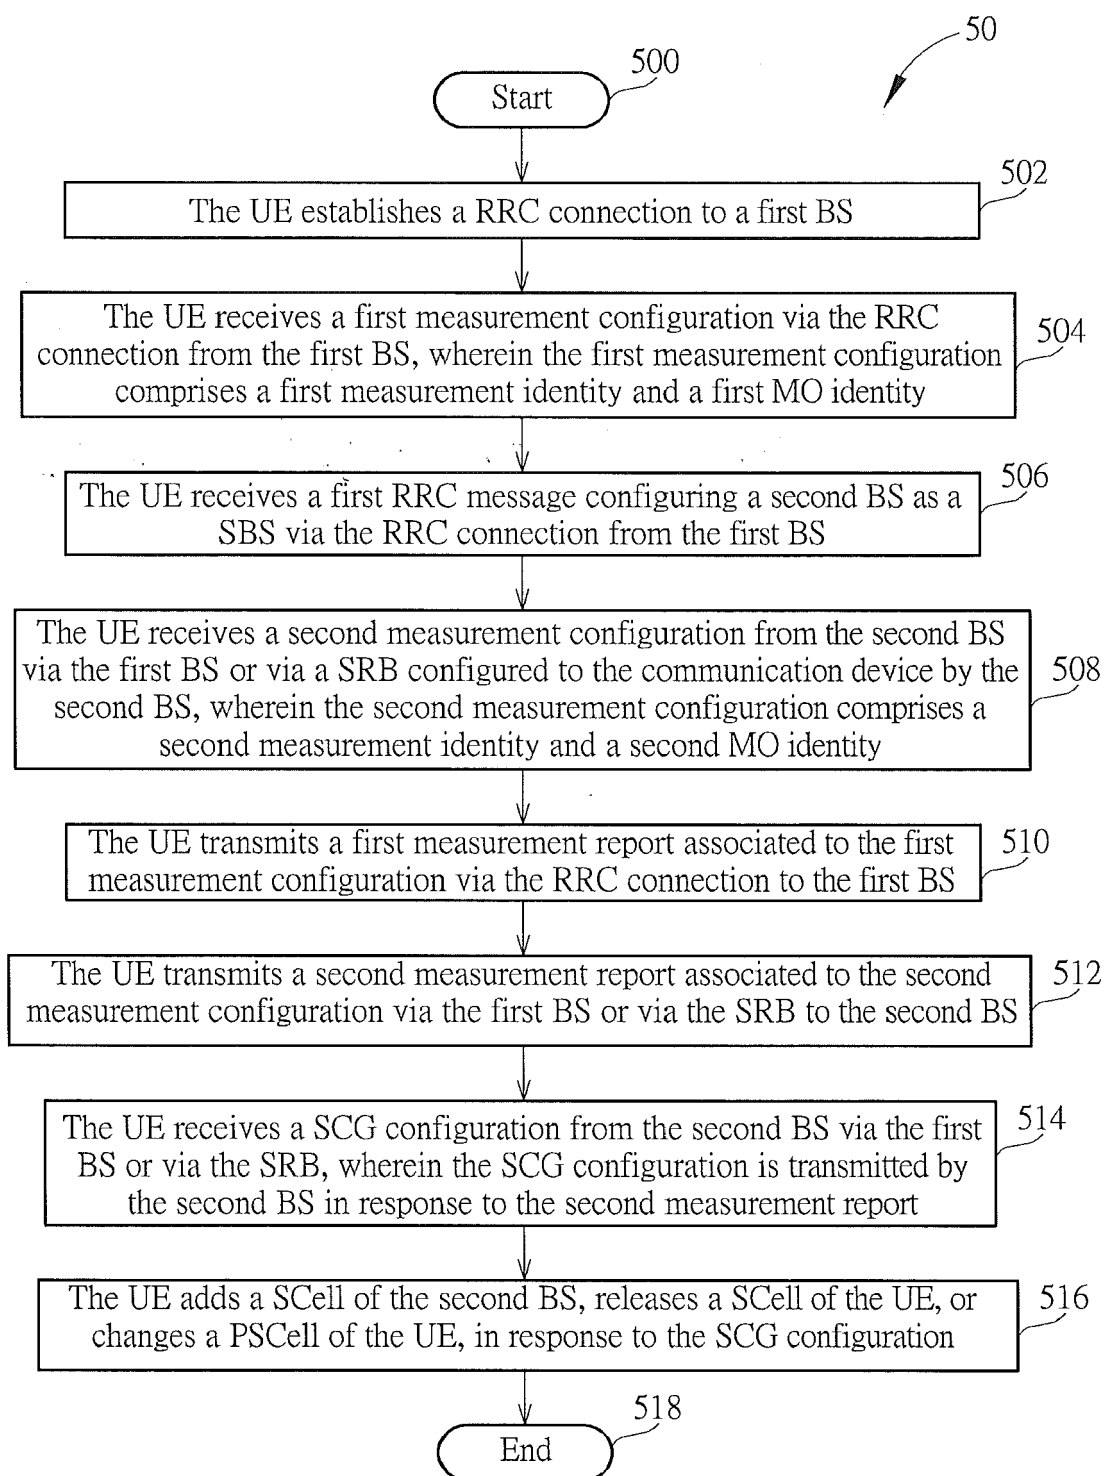 50
500
Start
502
The UE establishes a RRC connection to a first BS
The UE receives a first measurement configuration via the RRC
connection from the first BS, wherein the first measurement configuration
comprises a first measurement identity and a first MO identity
504
The UE receives a first RRC message configuring a second BS as a
SBS via the RRC connection from the first BS
506
The UE receives a second measurement configuration from the second BS
via the first BS or via a SRB configured to the communication device by the
second BS, wherein the second measurement configuration comprises a
second measurement identity and a second MO identity
508
The UE transmits a first measurement report associated to the first
measurement configuration via the RRC connection to the first BS
510
The UE transmits a second measurement report associated to the second
measurement configuration via the first BS or via the SRB to the second BS
512
The UE receives a SCG configuration from the second BS via the first
BS or via the SRB, wherein the SCG configuration is transmitted by
the second BS in response to the second measurement report
514
The UE adds a SCell of the second BS, releases a SCell of the UE, or
changes a PSCell of the UE, in response to the SCG configuration
516
518
End